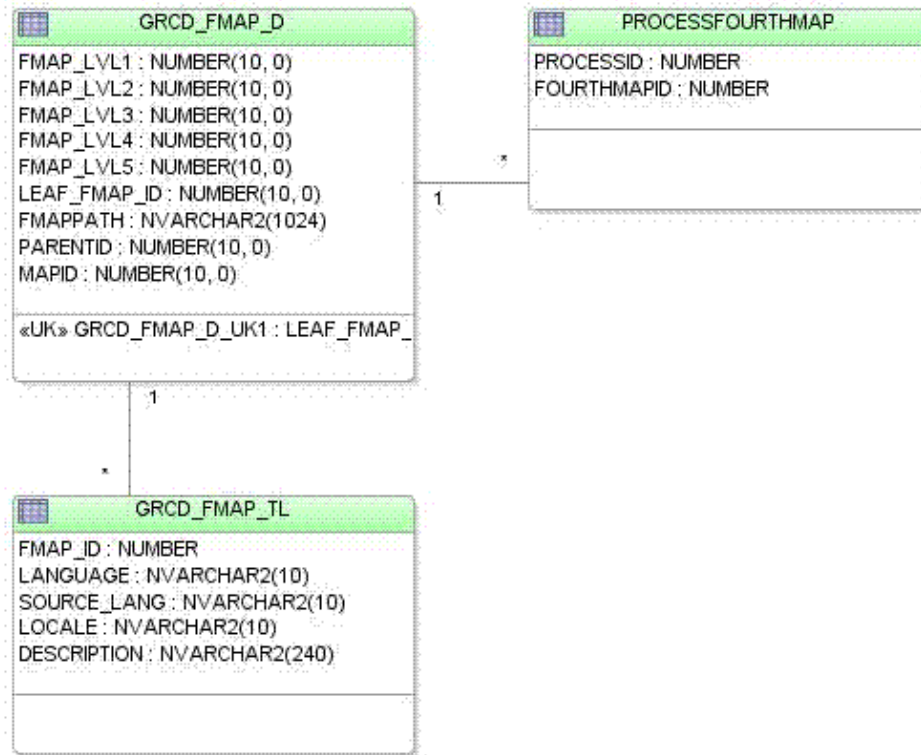 GRCD_FMAP_D
FMAP_LVL1 : NUMBER(10, 0)
FMAP_LVL2 : NUMBER(10, 0)
FMAP_LVL3 : NUMBER(10, 0)
FMAP_LVL4 : NUMBER(10, 0)
FMAP_LVL5 : NUMBER(10, 0)
LEAF_FMAP_ID : NUMBER(10, 0)
FMAPPATH : NVARCHAR2(1024)
PARENTID : NUMBER(10, 0)
MAPID : NUMBER(10, 0)
«UK» GRCD_FMAP_D_UK1 : LEAF_FMAP_
PROCESSFOURTHMAP
PROCESSID : NUMBER
FOURTHMAPID : NUMBER
*
1
1
*
GRCD_FMAP_TL
FMAP_ID : NUMBER
LANGUAGE : NVARCHAR2(10)
SOURCE_LANG : NVARCHAR2(10)
LOCALE : NVARCHAR2(10)
DESCRIPTION : NVARCHAR2(240)